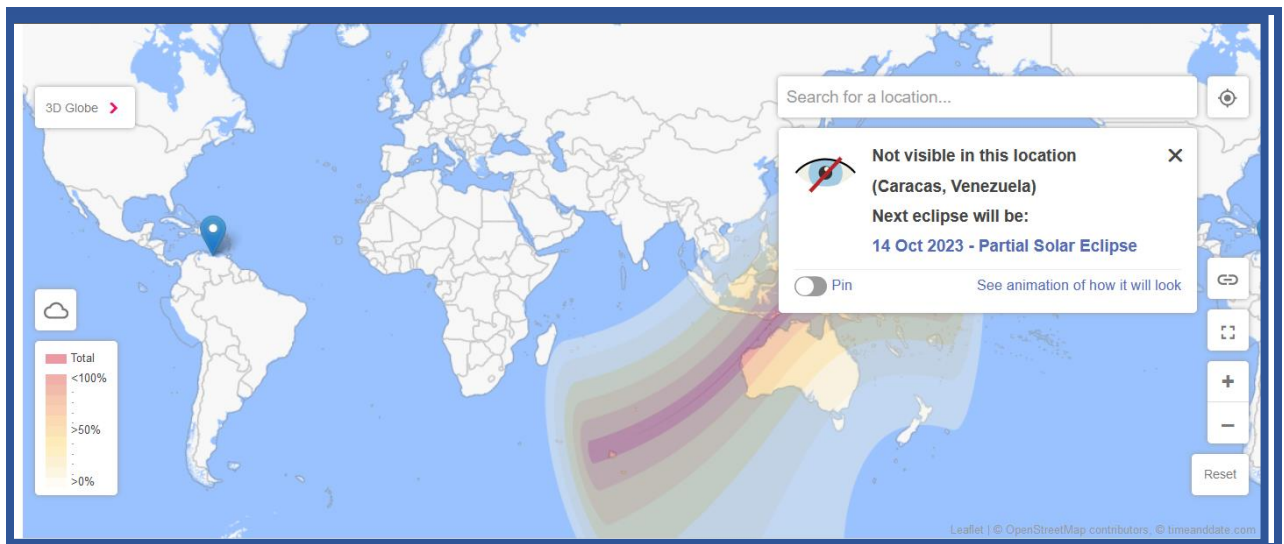 3D Globe
Search for a location...
Not visible in this location
(Caracas, Venezuela)
Next eclipse will be:
14 Oct 2023 - Partial Solar Eclipse
Pin
See animation of how it will look
Total
<100%
>50%
>0%
+
−
Reset
Leaflet | © OpenStreetMap contributors, © timeanddate.com